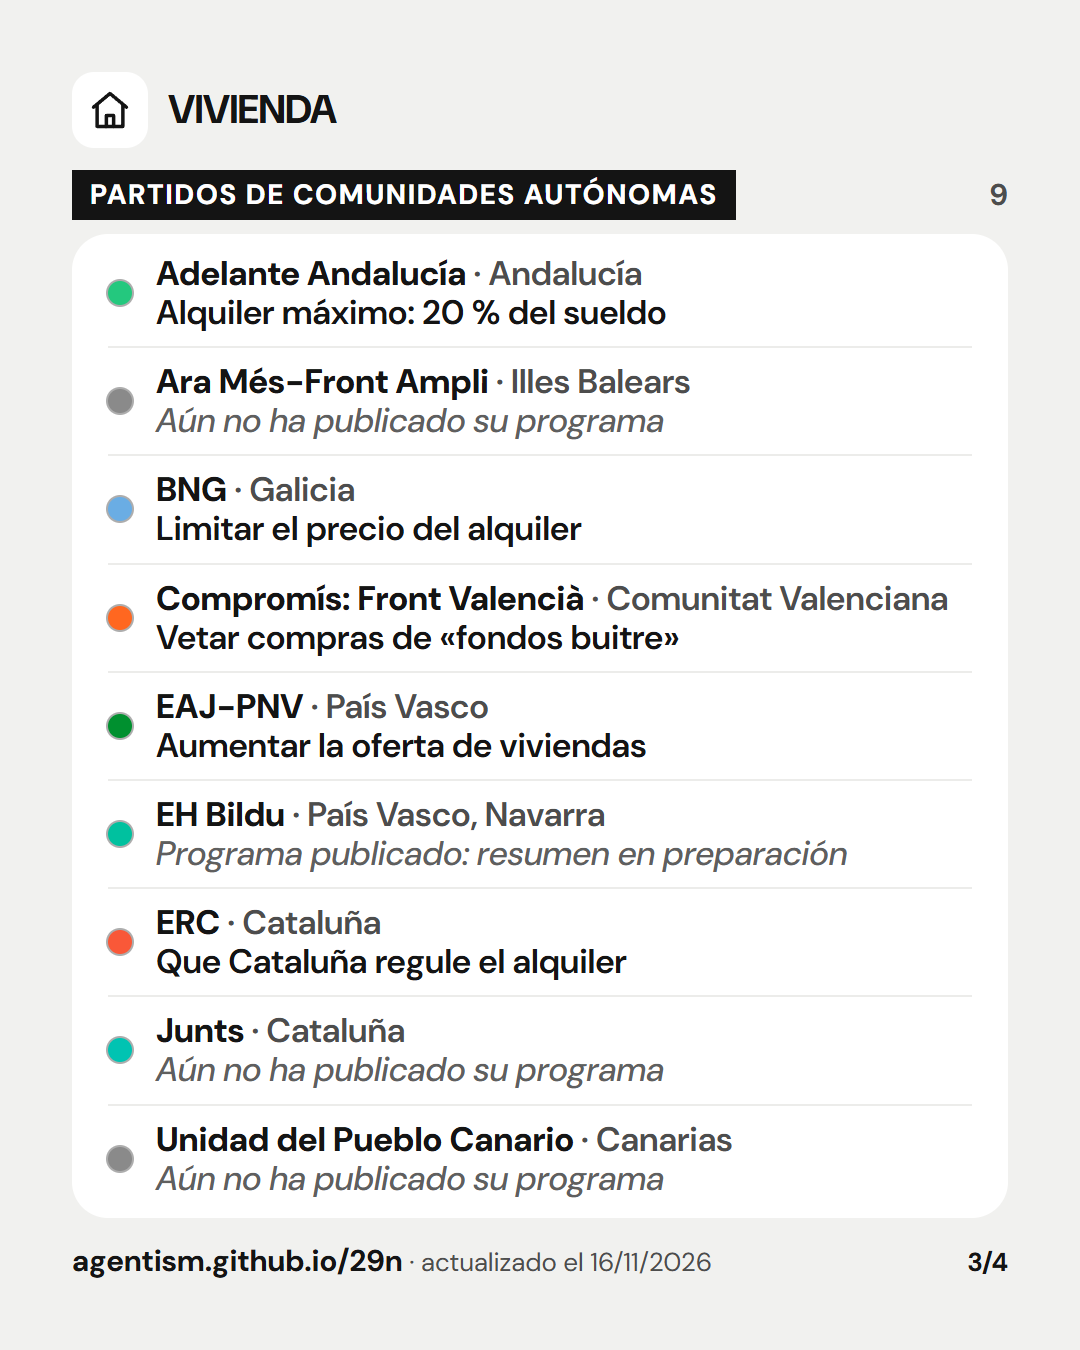 VIVIENDA
PARTIDOS DE COMUNIDADES AUTÓNOMAS 9
Adelante Andalucía · Andalucía
Alquiler máximo: 20 % del sueldo
Ara Més–Front Ampli · Illes Balears
Aún no ha publicado su programa
BNG · Galicia
Limitar el precio del alquiler
Compromís: Front Valencià · Comunitat Valenciana
Vetar compras de «fondos buitre»
EAJ–PNV · País Vasco
Aumentar la oferta de viviendas
EH Bildu · País Vasco, Navarra
Programa publicado: resumen en preparación
ERC · Cataluña
Que Cataluña regule el alquiler
Junts · Cataluña
Aún no ha publicado su programa
Unidad del Pueblo Canario · Canarias
Aún no ha publicado su programa
agentism.github.io/29n · actualizado el 16/11/2026 3/4